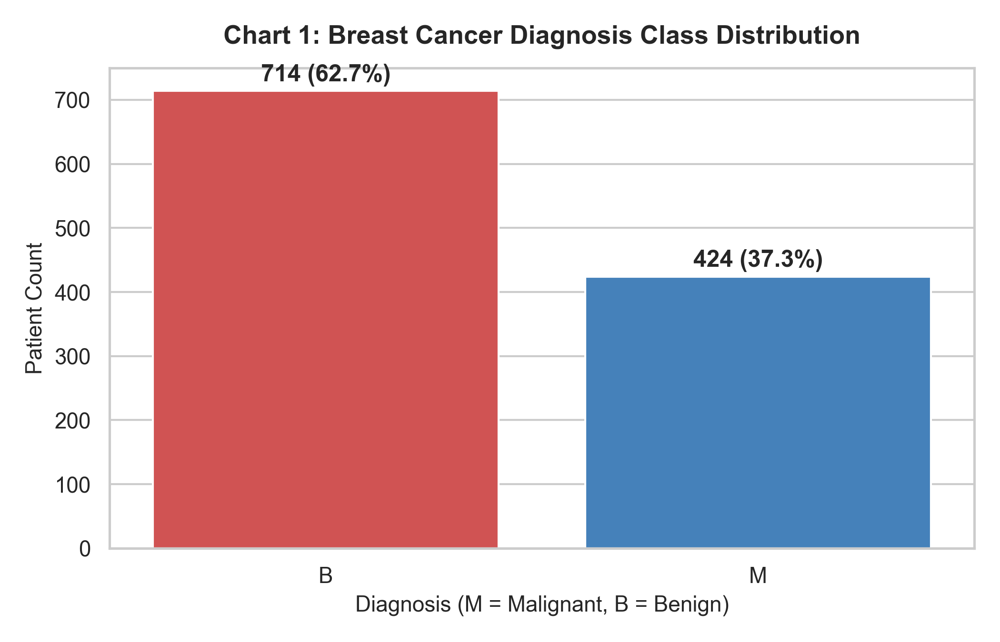 Chart 1: Breast Cancer Diagnosis Class Distribution
714 (62.7%)
424 (37.3%)
700
600
500
400
300
200
100
0
Patient Count
B
M
Diagnosis (M = Malignant, B = Benign)